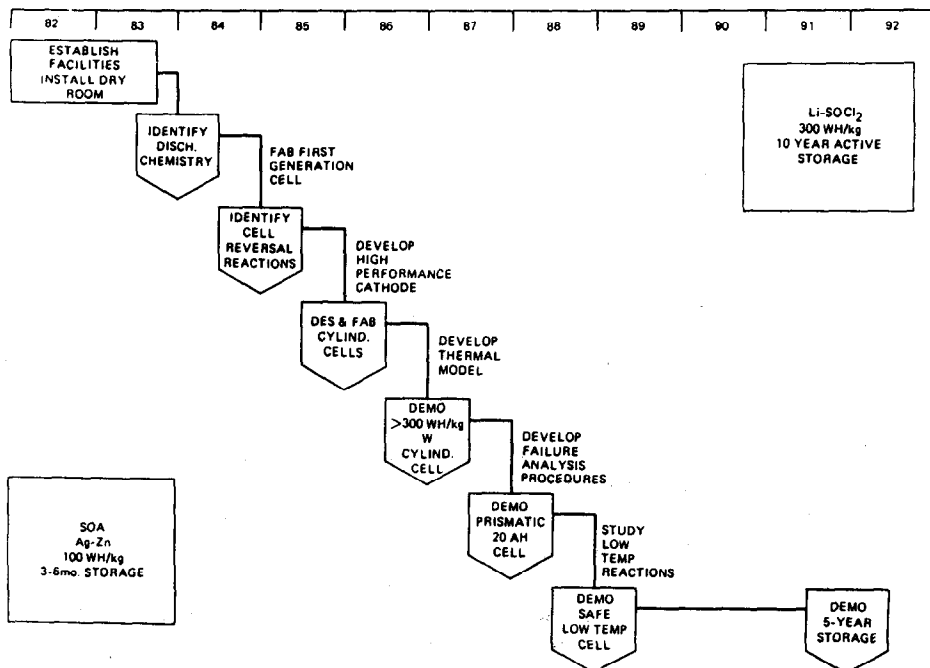 82 83 84 85 86 87 88 90 91 92
ESTABLISH
FACILITIES
INSTALL DRY
ROOM
Li-SOCl₂
300 WH/kg
10 YEAR ACTIVE
STORAGE
IDENTIFY
DISCH.
CHEMISTRY
FAB FIRST
GENERATION
CELL
IDENTIFY
CELL
REVERSAL
REACTIONS
DEVELOP
HIGH
PERFORMANCE
CATHODE
DES & FAB
CYLIND.
CELLS
DEVELOP
THERMAL
MODEL
DEMO
>300 WH/kg
W
CYLIND.
CELL
DEVELOP
FAILURE
ANALYSIS
PROCEDURES
SOA
Ag-Zn
100 WH/kg
3-6mo. STORAGE
DEMO
PRISMATIC
20 AH
CELL
STUDY
LOW
TEMP
REACTIONS
DEMO
SAFE
LOW TEMP
CELL
DEMO
5-YEAR
STORAGE